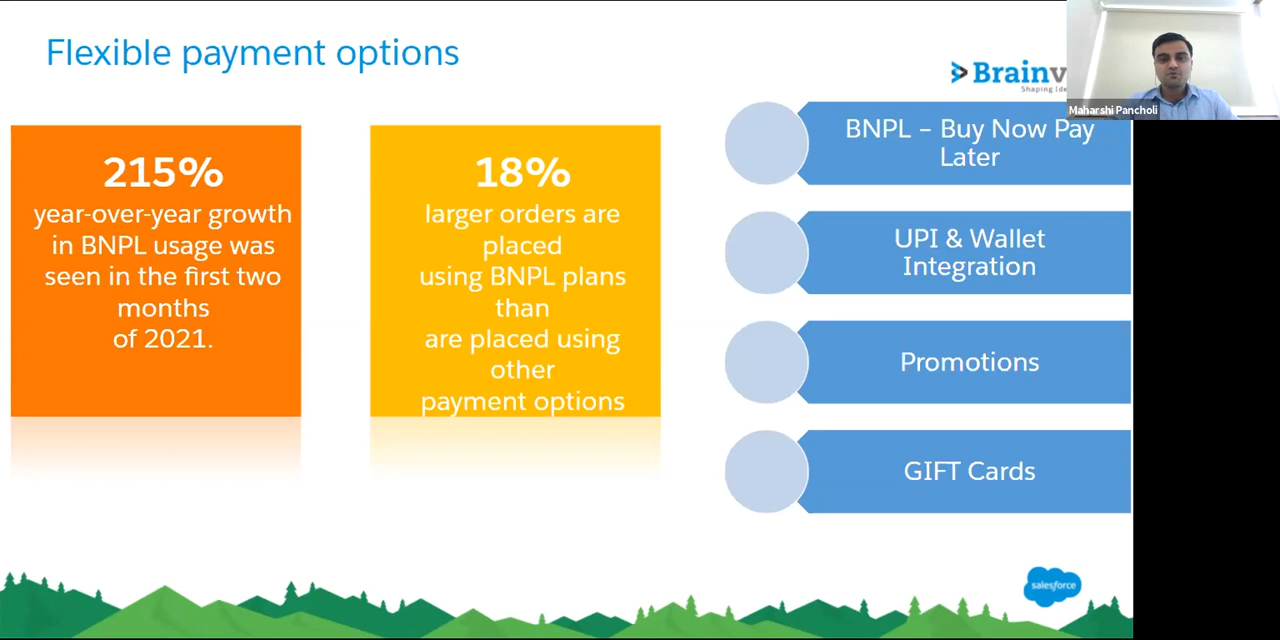 Flexible payment options
Brainv
Shaping
Maharshi Pancholi
215%
year-over-year growth
in BNPL usage was
seen in the first two
months
of 2021.
18%
larger orders are
placed
using BNPL plans
than
are placed using
other
payment options
BNPL – Buy Now Pay
Later
UPI & Wallet
Integration
Promotions
GIFT Cards
salesforce